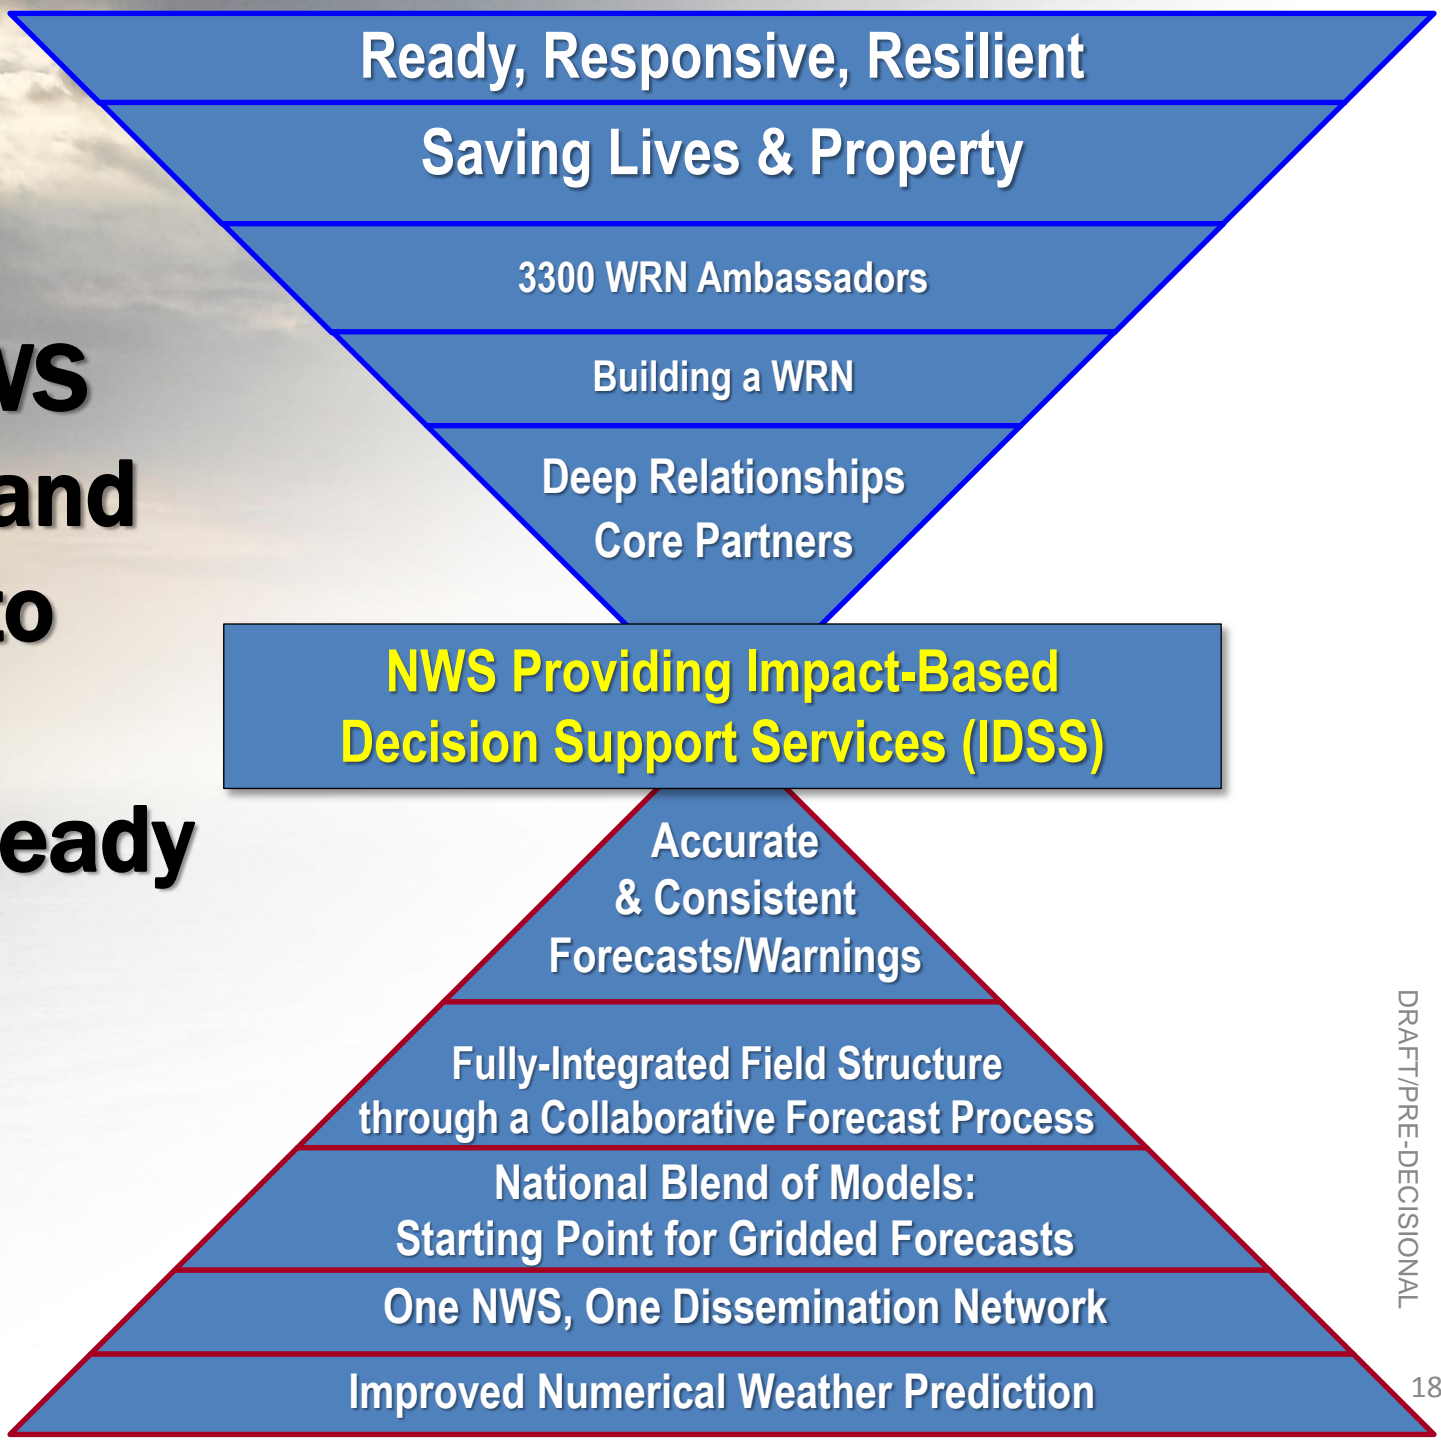 Ready, Responsive, Resilient
Saving Lives & Property
3300 WRN Ambassadors
Building a WRN
Deep Relationships
Core Partners
and
to
eady
NWS Providing Impact-Based
Decision Support Services (IDSS)
Accurate
& Consistent
Forecasts/Warnings
Fully-Integrated Field Structure
through a Collaborative Forecast Process
National Blend of Models:
Starting Point for Gridded Forecasts
One NWS, One Dissemination Network
Improved Numerical Weather Prediction
DRAFT/PRE-DECISIONAL
18